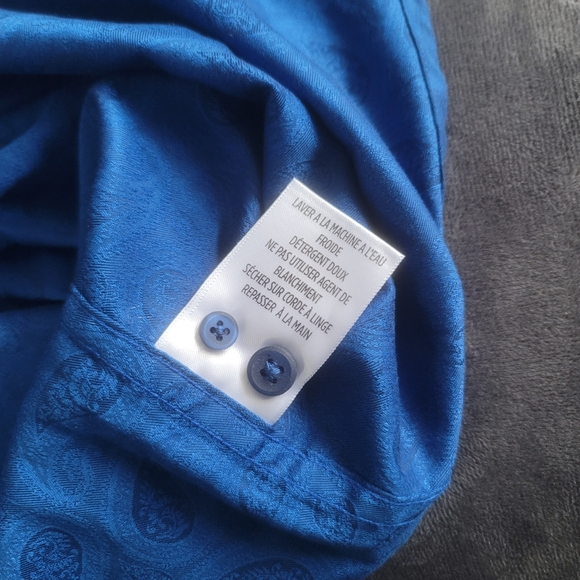 LAVER A LA MACHINE A L'EAU
FROIDE
DÉTERGENT DOUX
NE PAS UTILISER AGENT DE
BLANCHIMENT
SÉCHER SUR CORDE À LINGE
REPASSER À LA MAIN